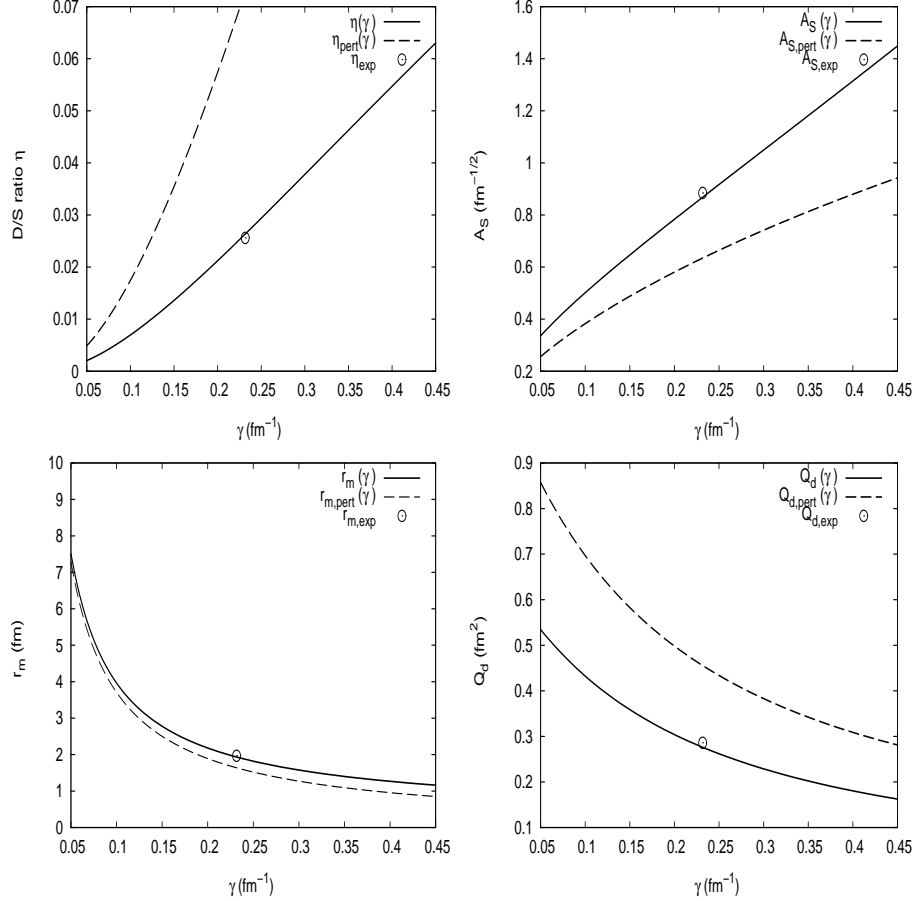 0.07
0.06
0.05
0.04
0.03
0.02
0.01
0
0.05 0.1 0.15 0.2 0.25 0.3 0.35 0.4 0.45
D/S ratio η
γ (fm⁻¹)
η(γ)
η_pert(γ)
η_exp
1.6
1.4
1.2
1
0.8
0.6
0.4
0.2
0.05 0.1 0.15 0.2 0.25 0.3 0.35 0.4 0.45
A_S (fm^−1/2)
γ (fm⁻¹)
A_S (γ)
A_S,pert (γ)
A_S,exp
10
9
8
7
6
5
4
3
2
1
0
0.05 0.1 0.15 0.2 0.25 0.3 0.35 0.4 0.45
r_m (fm)
γ (fm⁻¹)
r_m (γ)
r_m,pert (γ)
r_m,exp
0.9
0.8
0.7
0.6
0.5
0.4
0.3
0.2
0.1
0.05 0.1 0.15 0.2 0.25 0.3 0.35 0.4 0.45
Q_d (fm²)
γ (fm⁻¹)
Q_d (γ)
Q_d,pert (γ)
Q_d,exp